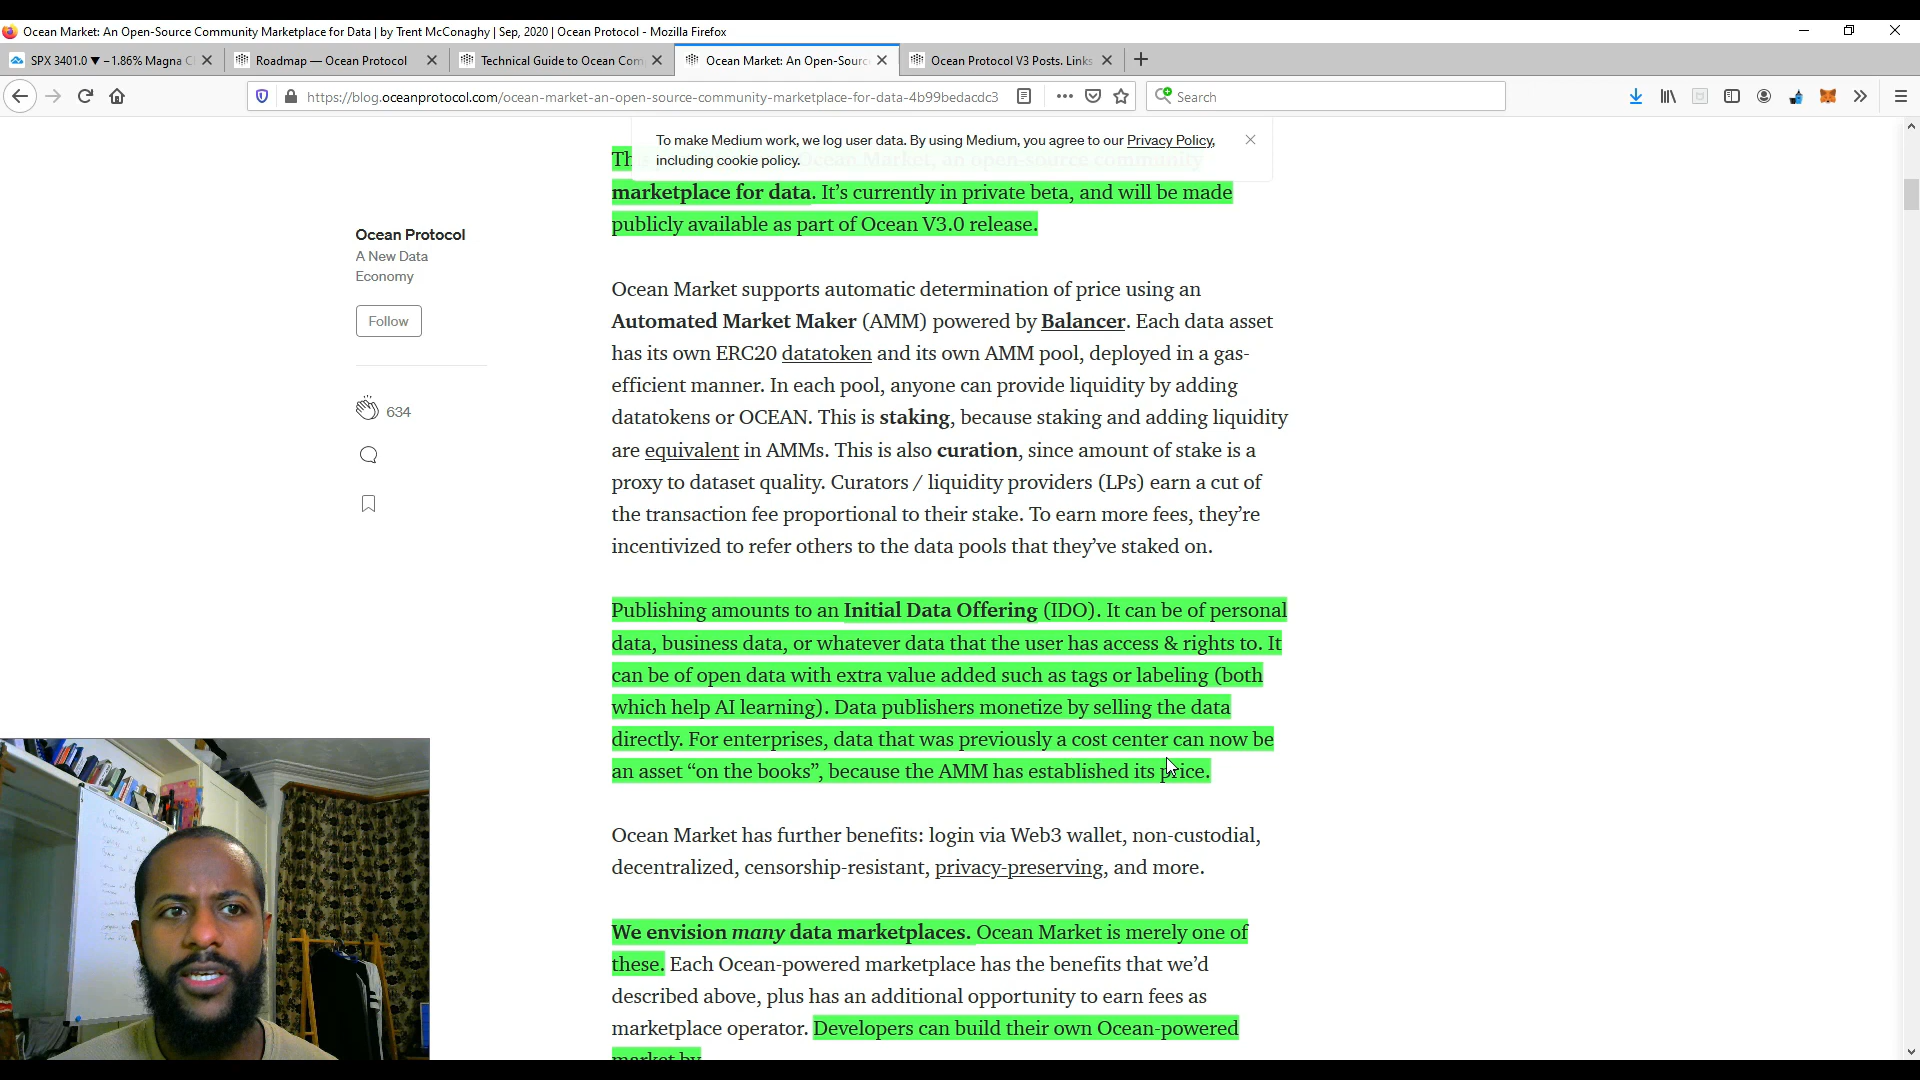 Ocean Market: An Open-Source Community Marketplace for Data | by Trent McConaghy | Sep, 2020 | Ocean Protocol - Mozilla Firefox
SPX 3401.0 ▼ -1.86% Magna C
Roadmap — Ocean Protocol
Technical Guide to Ocean Com
Ocean Market: An Open-Sourc
Ocean Protocol V3 Posts. Links
https://blog.oceanprotocol.com/ocean-market-an-open-source-community-marketplace-for-data-4b99bedacdc3
Search
To make Medium work, we log user data. By using Medium, you agree to our Privacy Policy,
including cookie policy.
Th Ocean Market, an open-source community
marketplace for data. It’s currently in private beta, and will be made
publicly available as part of Ocean V3.0 release.
Ocean Protocol
A New Data
Economy
Follow
634
Ocean Market supports automatic determination of price using an
Automated Market Maker (AMM) powered by Balancer. Each data asset
has its own ERC20 datatoken and its own AMM pool, deployed in a gas-
efficient manner. In each pool, anyone can provide liquidity by adding
datatokens or OCEAN. This is staking, because staking and adding liquidity
are equivalent in AMMs. This is also curation, since amount of stake is a
proxy to dataset quality. Curators / liquidity providers (LPs) earn a cut of
the transaction fee proportional to their stake. To earn more fees, they’re
incentivized to refer others to the data pools that they’ve staked on.
Publishing amounts to an Initial Data Offering (IDO). It can be of personal
data, business data, or whatever data that the user has access & rights to. It
can be of open data with extra value added such as tags or labeling (both
which help AI learning). Data publishers monetize by selling the data
directly. For enterprises, data that was previously a cost center can now be
an asset “on the books”, because the AMM has established its price.
Ocean Market has further benefits: login via Web3 wallet, non-custodial,
decentralized, censorship-resistant, privacy-preserving, and more.
We envision many data marketplaces. Ocean Market is merely one of
these. Each Ocean-powered marketplace has the benefits that we’d
described above, plus has an additional opportunity to earn fees as
marketplace operator. Developers can build their own Ocean-powered
market by